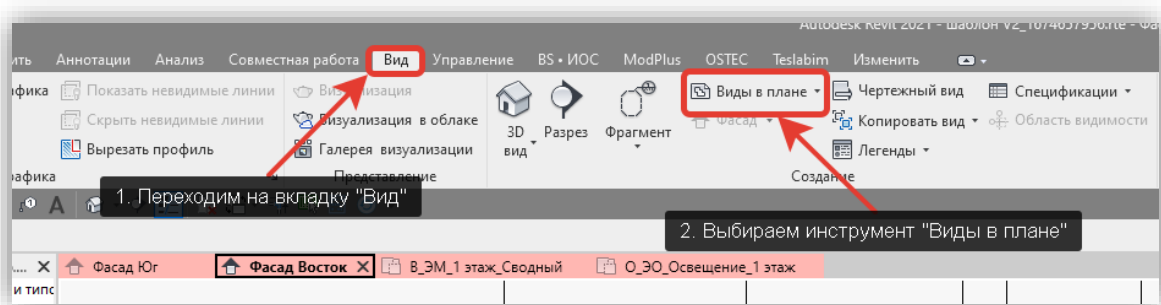 Autodesk Revit 2021 - шаблон V2_1674657956.rte - Фа
ить Аннотации Анализ Совместная работа Вид Управление BS • ИОС ModPlus OSTEC Teslabim Изменить
фика Показать невидимые линии Визуализация Виды в плане Чертежный вид Спецификации
Скрыть невидимые линии Визуализация в облаке 3D вид Разрез Фрагмент Фасад Копировать вид Область видимости
Вырезать профиль Галерея визуализации Легенды
рафика Представление Создание
1. Переходим на вкладку "Вид"
2. Выбираем инструмент "Виды в плане"
.... Фасад Юг Фасад Восток В_ЭМ_1 этаж_Сводный О_ЭО_Освещение_1 этаж
и типс